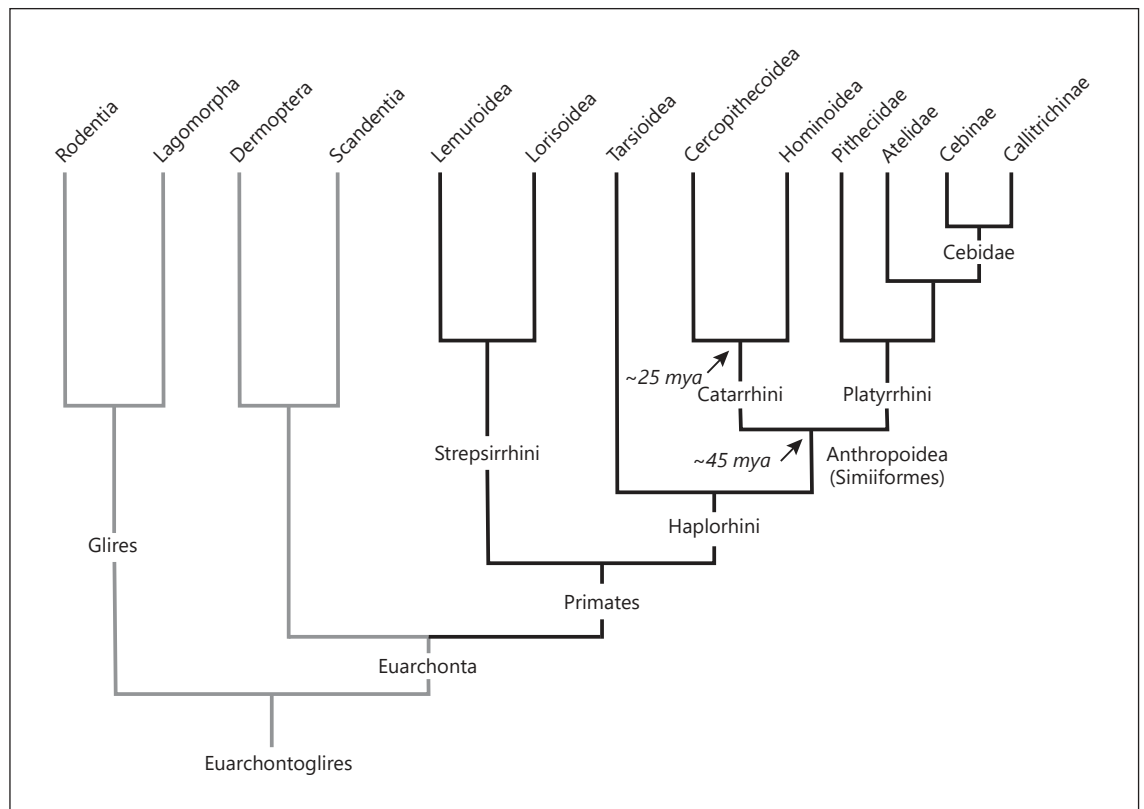 Rodentia
Lagomorpha
Dermoptera
Scandentia
Lemuroidea
Lorisoidea
Tarsioidea
Cercopithecoidea
Hominoidea
Pitheciidae
Atelidae
Cebinae
Callitrichinae
Cebidae
~25 mya
Catarrhini
Platyrrhini
Strepsirrhini
~45 mya
Anthropoidea
(Simiiformes)
Haplorhini
Glires
Primates
Euarchonta
Euarchontoglires